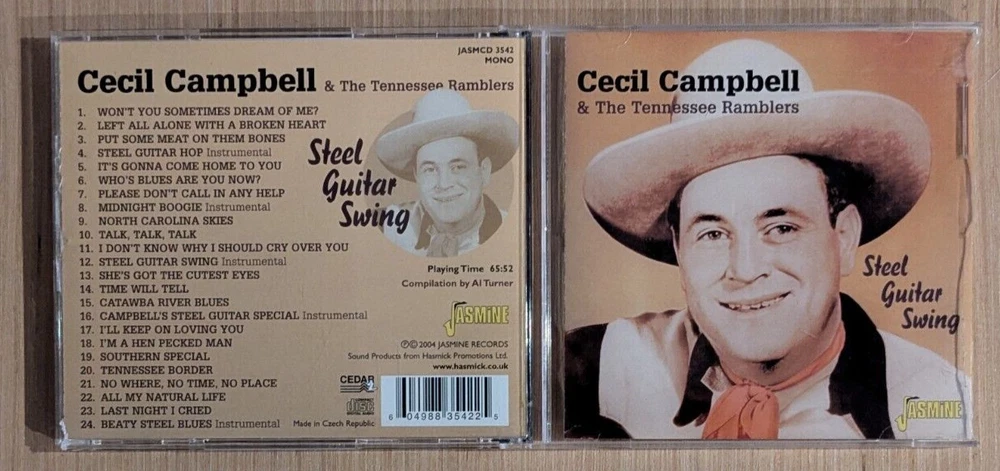 JASMCD 3542
MONO
Cecil Campbell & The Tennessee Ramblers
1. WON'T YOU SOMETIMES DREAM OF ME?
2. LEFT ALL ALONE WITH A BROKEN HEART
3. PUT SOME MEAT ON THEM BONES
4. STEEL GUITAR HOP Instrumental
5. IT'S GONNA COME HOME TO YOU
6. WHO'S BLUES ARE YOU NOW?
7. PLEASE DON'T CALL IN ANY HELP
8. MIDNIGHT BOOGIE Instrumental
9. NORTH CAROLINA SKIES
10. TALK, TALK, TALK
11. I DON'T KNOW WHY I SHOULD CRY OVER YOU
12. STEEL GUITAR SWING Instrumental
13. SHE'S GOT THE CUTEST EYES
14. TIME WILL TELL
15. CATAWBA RIVER BLUES
16. CAMPBELL'S STEEL GUITAR SPECIAL Instrumental
17. I'LL KEEP ON LOVING YOU
18. I'M A HEN PECKED MAN
19. SOUTHERN SPECIAL
20. TENNESSEE BORDER
21. NO WHERE, NO TIME, NO PLACE
22. ALL MY NATURAL LIFE
23. LAST NIGHT I CRIED
24. BEATY STEEL BLUES Instrumental
Steel
Guitar
Swing
Playing Time 65:52
Compilation by Al Turner
JASMINE
℗© 2004 JASMINE RECORDS
Sound Products from Hasmick Promotions Ltd.
www.hasmick.co.uk
CEDAR
disc
Made in Czech Republic
6 04988 35422 5
Cecil Campbell
& The Tennessee Ramblers
Steel
Guitar
Swing
JASMINE